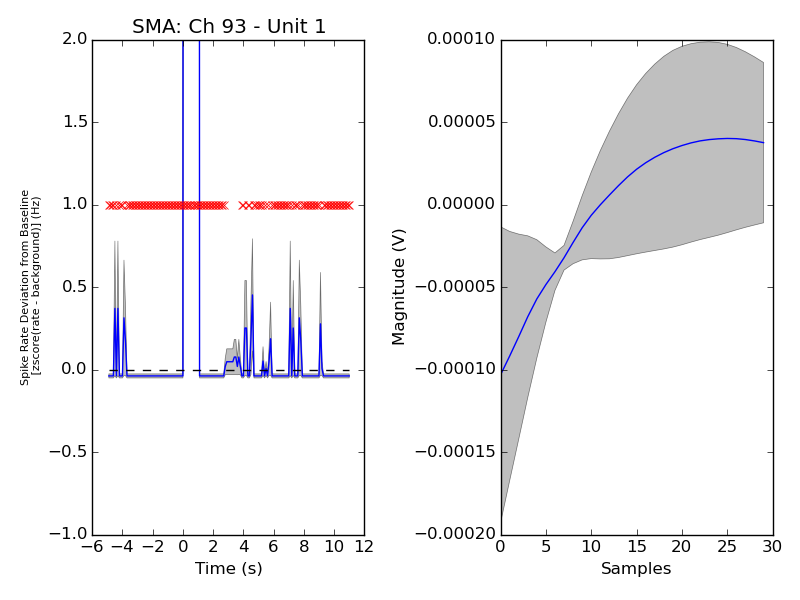 SMA: Ch 93 - Unit 1
Spike Rate Deviation from Baseline
[zscore(rate - background)] (Hz)
2.0
1.5
1.0
0.5
0.0
−0.5
−1.0
−6 −4 −2 0 2 4 6 8 10 12
Time (s)
Magnitude (V)
0.00010
0.00005
0.00000
−0.00005
−0.00010
−0.00015
−0.00020
0 5 10 15 20 25 30
Samples